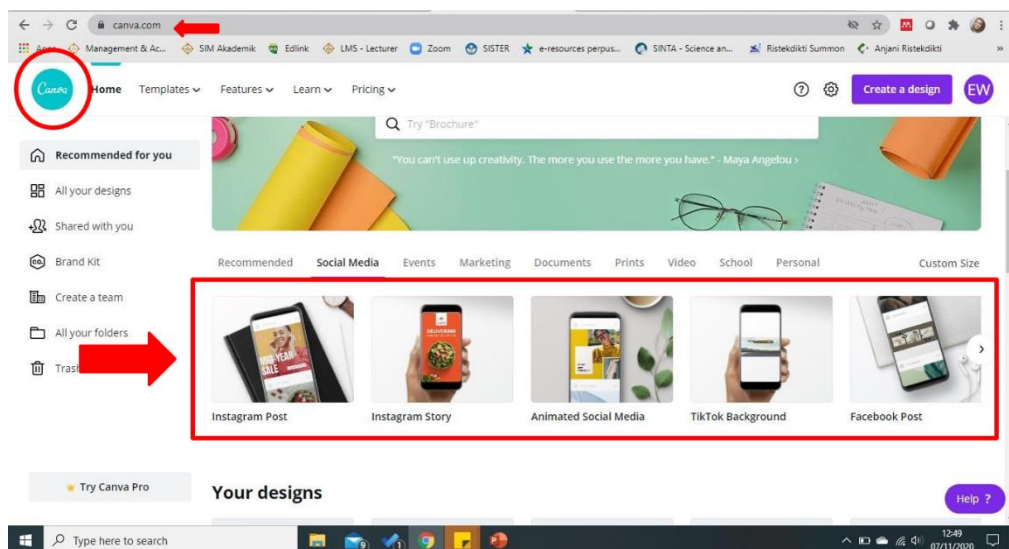 canva.com
Apps Management & Ac... SIM Akademik Edlink LMS - Lecturer Zoom SISTER e-resources perpus... SINTA - Science an... Ristekdikti Summon Anjani Ristekdikti »
Canva Home Templates Features Learn Pricing ? Create a design EW
Try "Brochure"
"You can't use up creativity. The more you use the more you have." - Maya Angelou ›
Recommended for you
All your designs
Shared with you
Brand Kit
Create a team
All your folders
Trash
Try Canva Pro
Recommended Social Media Events Marketing Documents Prints Video School Personal Custom Size
MID-YEAR
SALE
DELIVERING
Instagram Post Instagram Story Animated Social Media TikTok Background Facebook Post
Your designs
Help ?
Type here to search
9
1
12:49
07/11/2020